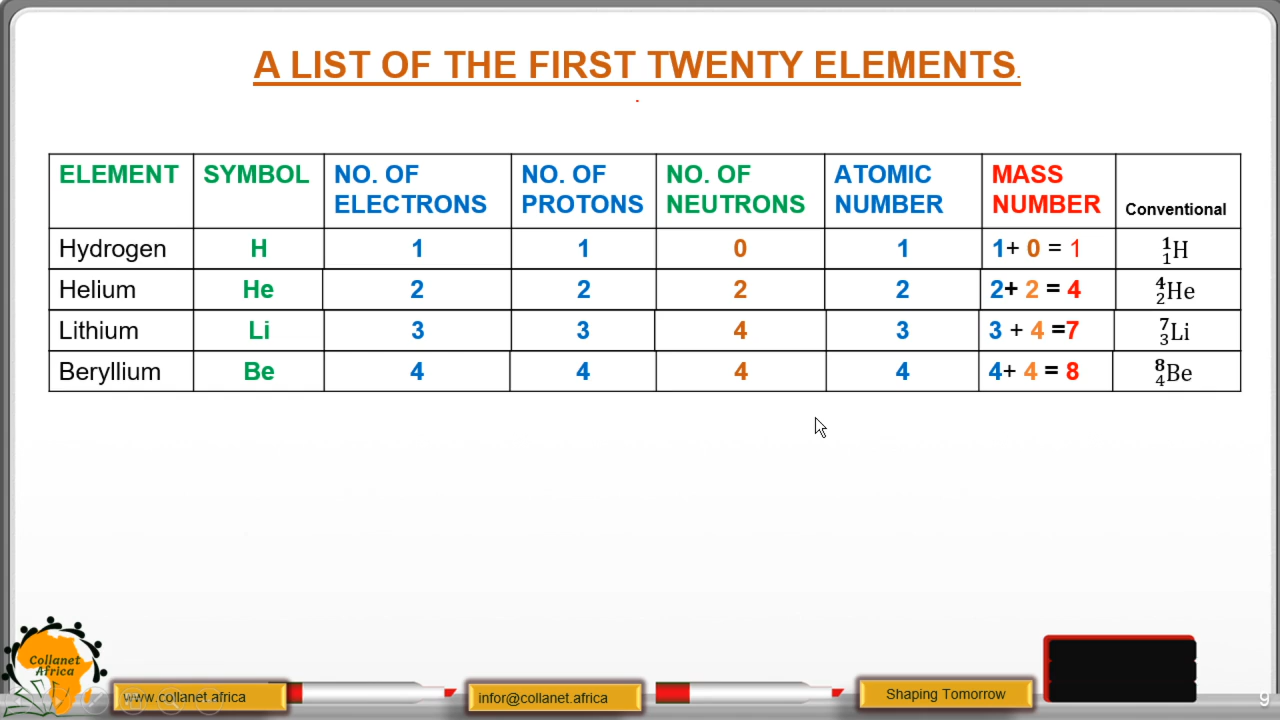 A LIST OF THE FIRST TWENTY ELEMENTS.
.
ELEMENT SYMBOL NO. OF ELECTRONS NO. OF PROTONS NO. OF NEUTRONS ATOMIC NUMBER MASS NUMBER Conventional
Hydrogen H 1 1 0 1 1+ 0 = 1 ¹₁H
Helium He 2 2 2 2 2+ 2 = 4 ⁴₂He
Lithium Li 3 3 4 3 3 + 4 =7 ⁷₃Li
Beryllium Be 4 4 4 4 4+ 4 = 8 ⁸₄Be
Collanet
Africa
www.collanet africa
infor@collanet.africa
Shaping Tomorrow
9